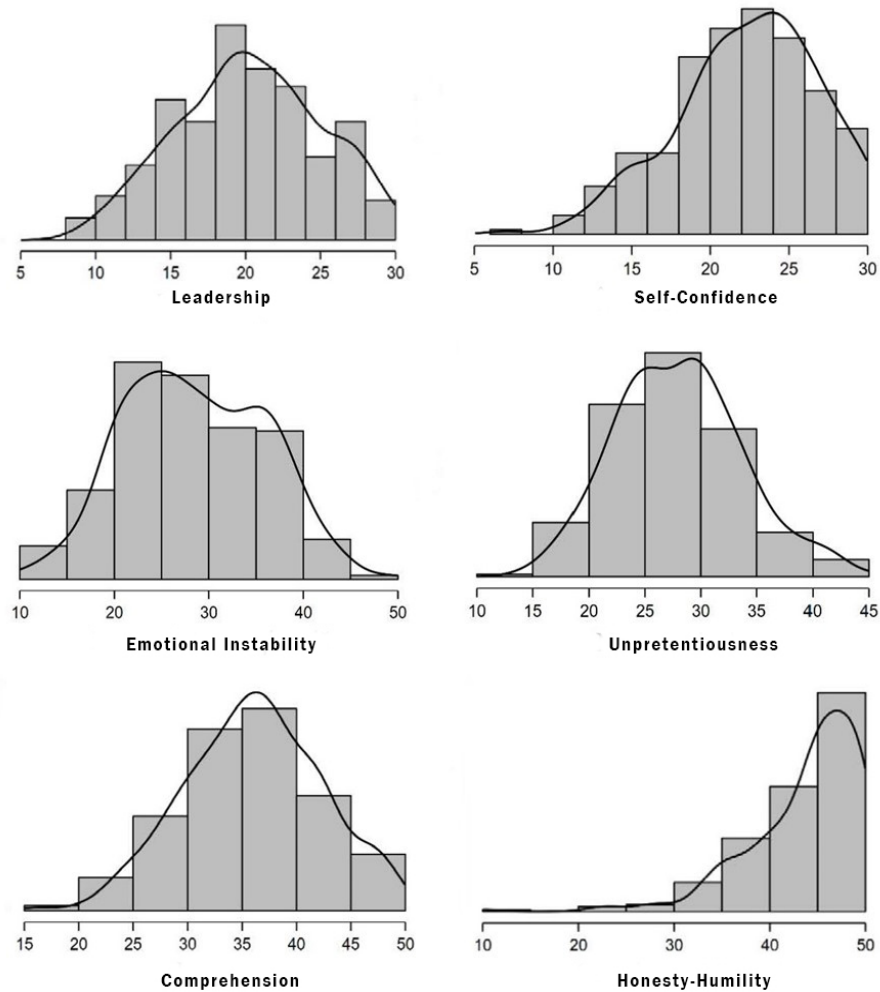 5 10 15 20 25 30
Leadership
5 10 15 20 25 30
Self-Confidence
10 20 30 40 50
Emotional Instability
10 15 20 25 30 35 40 45
Unpretentiousness
15 20 25 30 35 40 45 50
Comprehension
10 20 30 40 50
Honesty-Humility